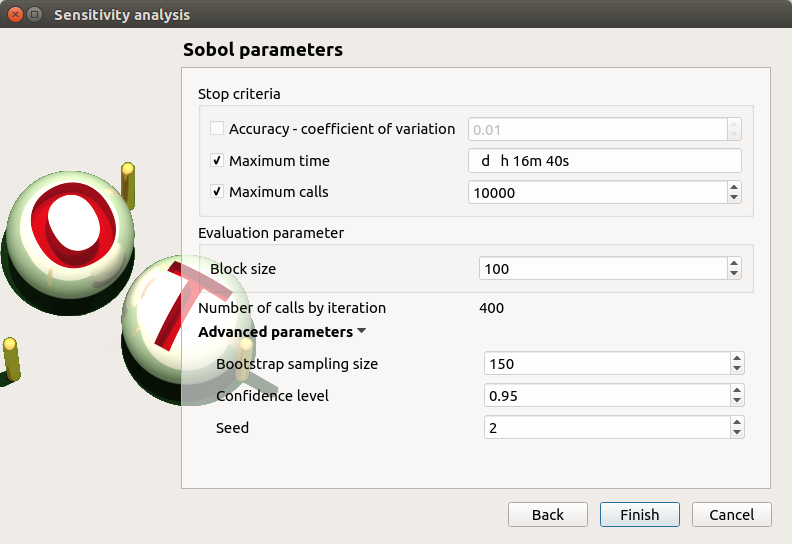 Sensitivity analysis
Sobol parameters
Stop criteria
Accuracy - coefficient of variation 0.01
Maximum time d h 16m 40s
Maximum calls 10000
Evaluation parameter
Block size 100
Number of calls by iteration 400
Advanced parameters
Bootstrap sampling size 150
Confidence level 0.95
Seed 2
Back Finish Cancel